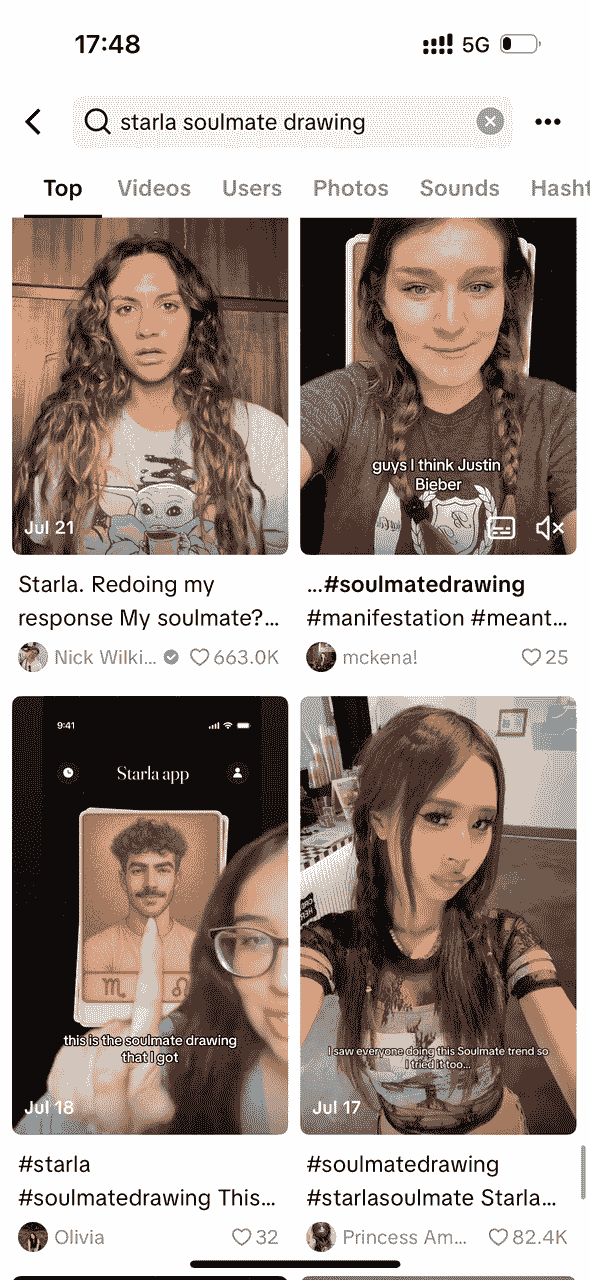 17:48
5G
starla soulmate drawing
Top Videos Users Photos Sounds Hasht
Jul 21
Starla. Redoing my
response My soulmate?...
Nick Wilki... 663.0K
guys I think Justin
Bieber
...#soulmatedrawing
#manifestation #meant...
mckena! 25
9:41
Starla app
♏ ♌
this is the soulmate drawing
that I got
Jul 18
#starla
#soulmatedrawing This...
Olivia 32
I saw everyone doing this Soulmate trend so
I tried it too...
Jul 17
#soulmatedrawing
#starlasoulmate Starla...
Princess Am... 82.4K